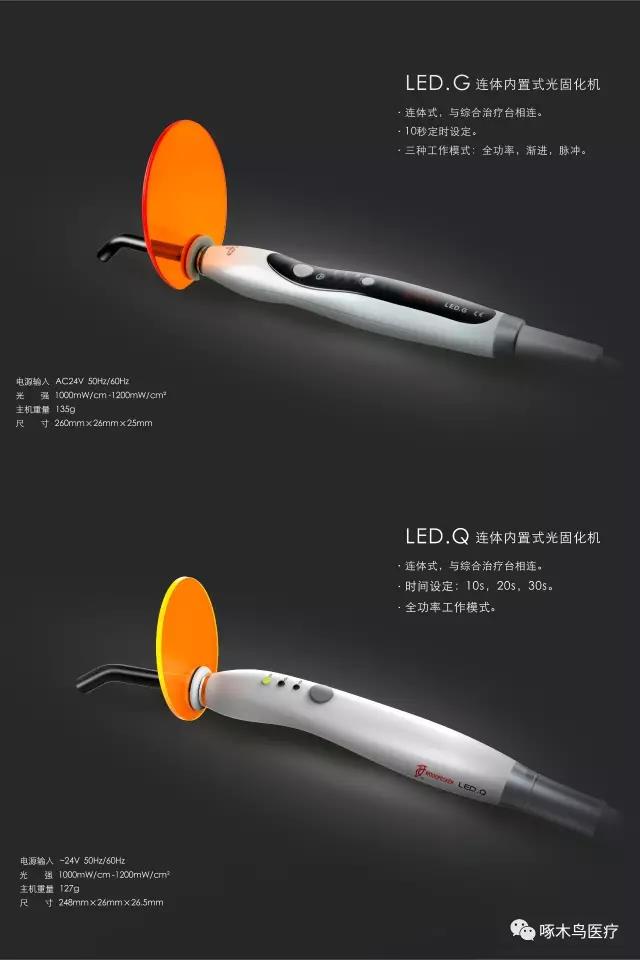 LED.G 连体内置式光固化机
· 连体式，与综合治疗台相连。
· 10秒定时设定。
· 三种工作模式：全功率，渐进，脉冲。
LED.G
电源输入 AC24V 50Hz/60Hz
光 强 1000mW/cm -1200mW/cm²
主机重量 135g
尺 寸 260mm×26mm×25mm
LED.Q 连体内置式光固化机
· 连体式，与综合治疗台相连。
· 时间设定：10s，20s，30s。
· 全功率工作模式。
WOODPECKER LED.Q
电源输入 ~24V 50Hz/60Hz
光 强 1000mW/cm -1200mW/cm²
主机重量 127g
尺 寸 248mm×26mm×26.5mm
啄木鸟医疗